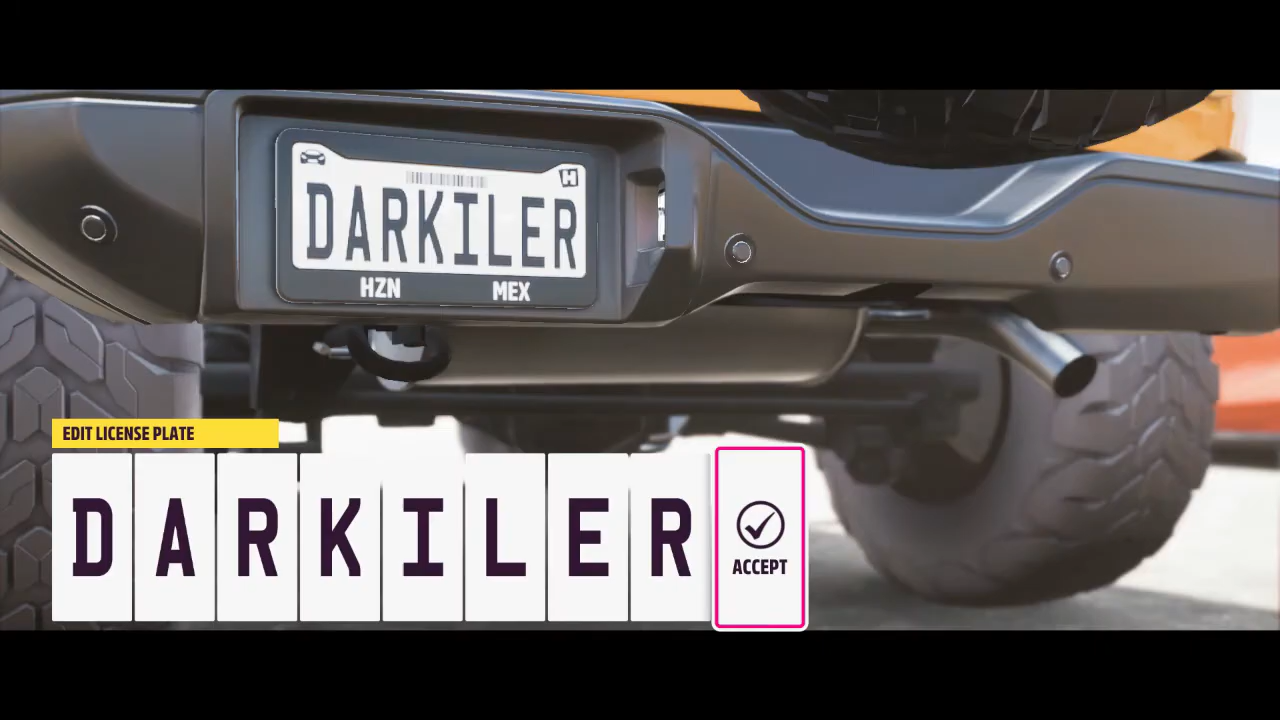 DARKILER
HZN MEX
EDIT LICENSE PLATE
D A R K I L E R
ACCEPT